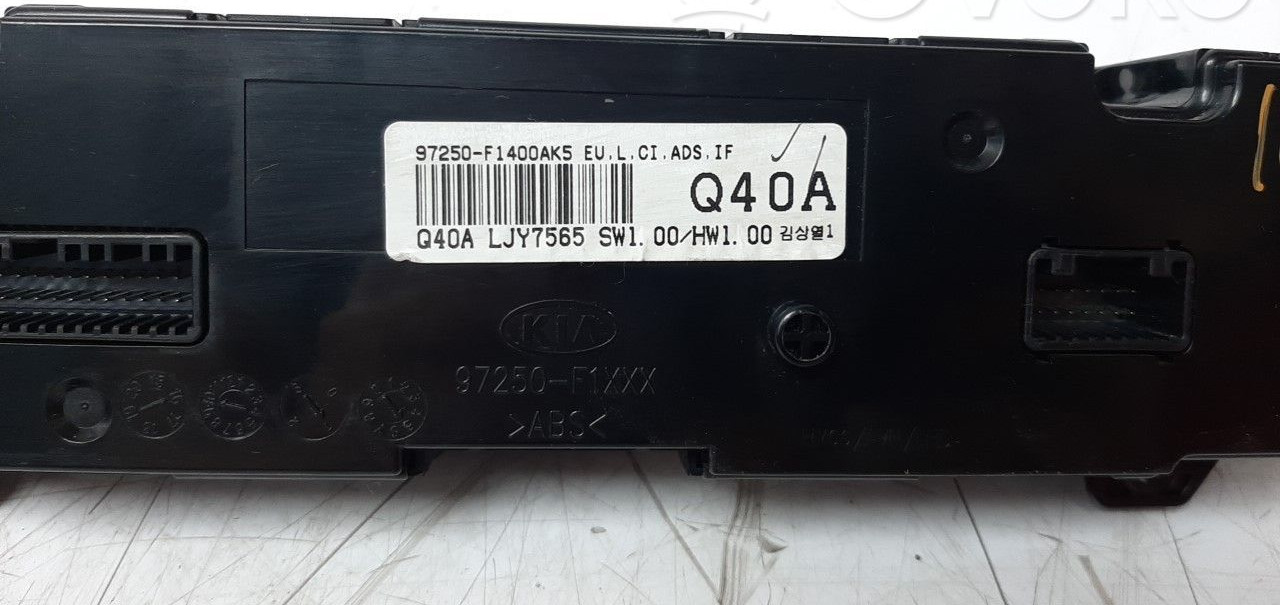 97250-F1400AK5 EU.L.CI.ADS.IF
Q40A
Q40A LJY7565 SW1.00/HW1.00 김상열1
KIA
97250-F1XXX
>ABS<